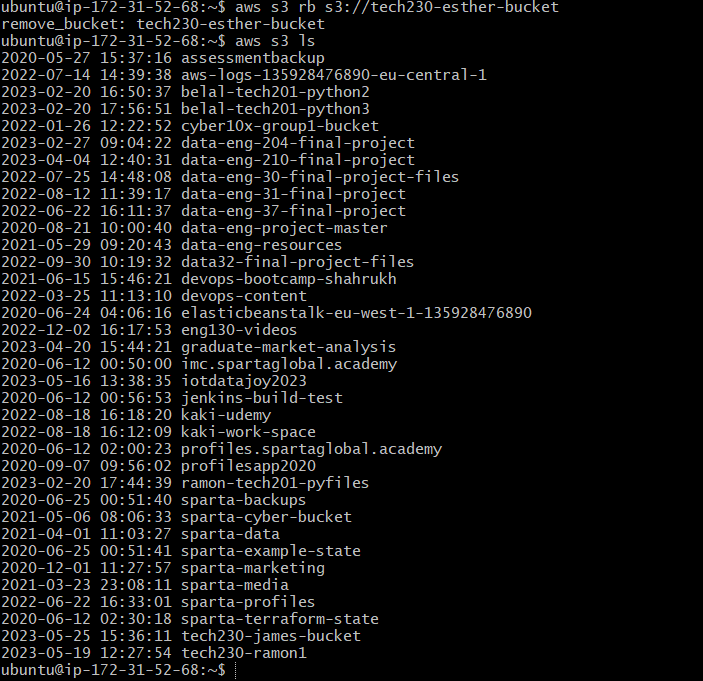 ubuntu@ip-172-31-52-68:~$ aws s3 rb s3://tech230-esther-bucket
remove_bucket: tech230-esther-bucket
ubuntu@ip-172-31-52-68:~$ aws s3 ls
2020-05-27 15:37:16 assessmentbackup
2022-07-14 14:39:38 aws-logs-135928476890-eu-central-1
2023-02-20 16:50:37 belal-tech201-python2
2023-02-20 17:56:51 belal-tech201-python3
2022-01-26 12:22:52 cyber10x-group1-bucket
2023-02-27 09:04:22 data-eng-204-final-project
2023-04-04 12:40:31 data-eng-210-final-project
2022-07-25 14:48:08 data-eng-30-final-project-files
2022-08-12 11:39:17 data-eng-31-final-project
2022-06-22 16:11:37 data-eng-37-final-project
2020-08-21 10:00:40 data-eng-project-master
2021-05-29 09:20:43 data-eng-resources
2022-09-30 10:19:32 data32-final-project-files
2021-06-15 15:46:21 devops-bootcamp-shahrukh
2022-03-25 11:13:10 devops-content
2020-06-24 04:06:16 elasticbeanstalk-eu-west-1-135928476890
2022-12-02 16:17:53 eng130-videos
2023-04-20 15:44:21 graduate-market-analysis
2020-06-12 00:50:00 imc.spartaglobal.academy
2023-05-16 13:38:35 iotdatajoy2023
2020-06-12 00:56:53 jenkins-build-test
2022-08-18 16:18:20 kaki-udemy
2022-08-18 16:12:09 kaki-work-space
2020-06-12 02:00:23 profiles.spartaglobal.academy
2020-09-07 09:56:02 profilesapp2020
2023-02-20 17:44:39 ramon-tech201-pyfiles
2020-06-25 00:51:40 sparta-backups
2021-05-06 08:06:33 sparta-cyber-bucket
2021-04-01 11:03:27 sparta-data
2020-06-25 00:51:41 sparta-example-state
2020-12-01 11:27:57 sparta-marketing
2021-03-23 23:08:11 sparta-media
2022-06-22 16:33:01 sparta-profiles
2020-06-12 02:30:18 sparta-terraform-state
2023-05-25 15:36:11 tech230-james-bucket
2023-05-19 12:27:54 tech230-ramon1
ubuntu@ip-172-31-52-68:~$